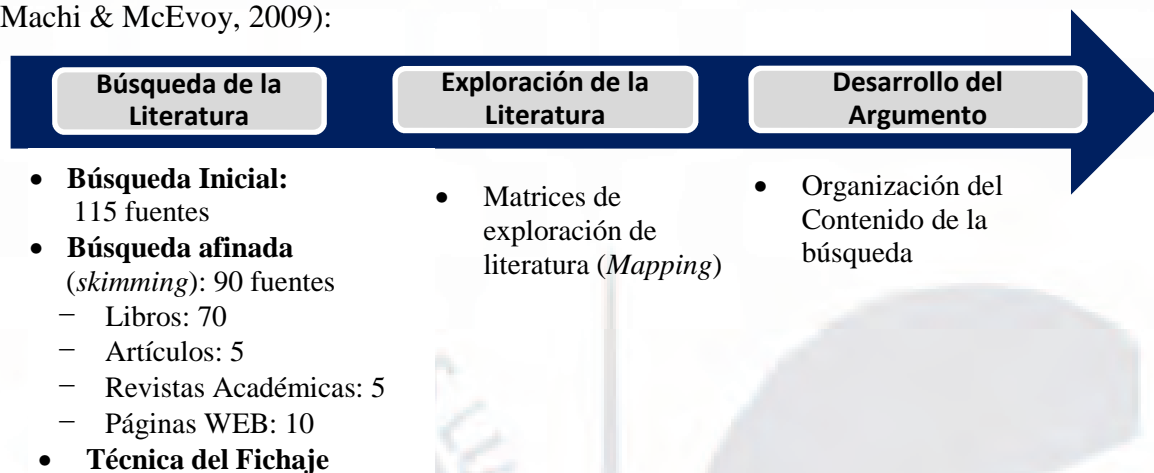 Machi & McEvoy, 2009):
Búsqueda de la
Literatura
Exploración de la
Literatura
Desarrollo del
Argumento
• Búsqueda Inicial:
115 fuentes
• Búsqueda afinada
(skimming): 90 fuentes
− Libros: 70
− Artículos: 5
− Revistas Académicas: 5
− Páginas WEB: 10
• Técnica del Fichaje
• Matrices de
exploración de
literatura (Mapping)
• Organización del
Contenido de la
búsqueda